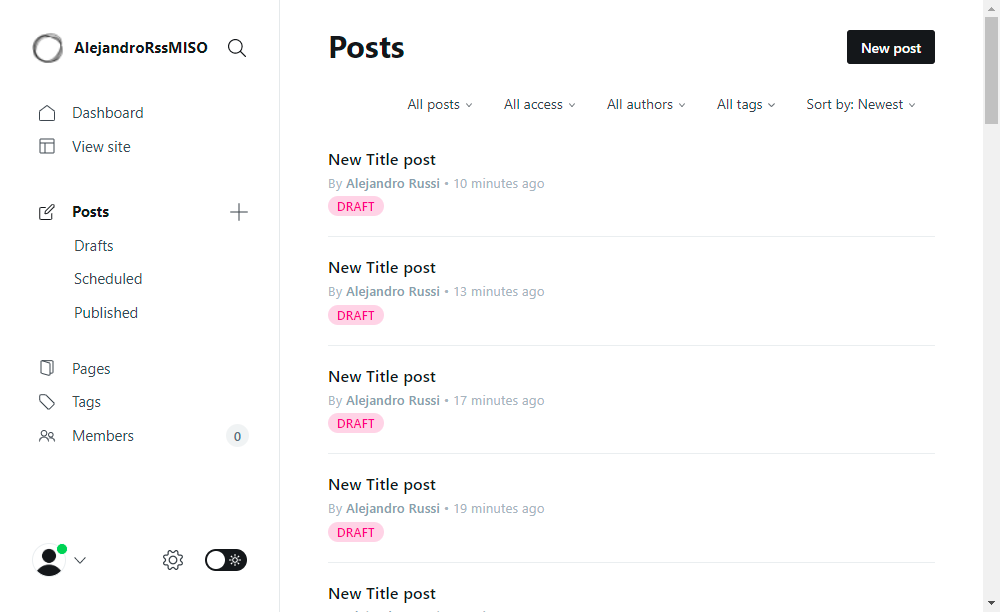 AlejandroRssMISO
Dashboard
View site
Posts
Drafts
Scheduled
Published
Pages
Tags
Members 0
Posts
New post
All posts All access All authors All tags Sort by: Newest
New Title post
By Alejandro Russi • 10 minutes ago
DRAFT
New Title post
By Alejandro Russi • 13 minutes ago
DRAFT
New Title post
By Alejandro Russi • 17 minutes ago
DRAFT
New Title post
By Alejandro Russi • 19 minutes ago
DRAFT
New Title post